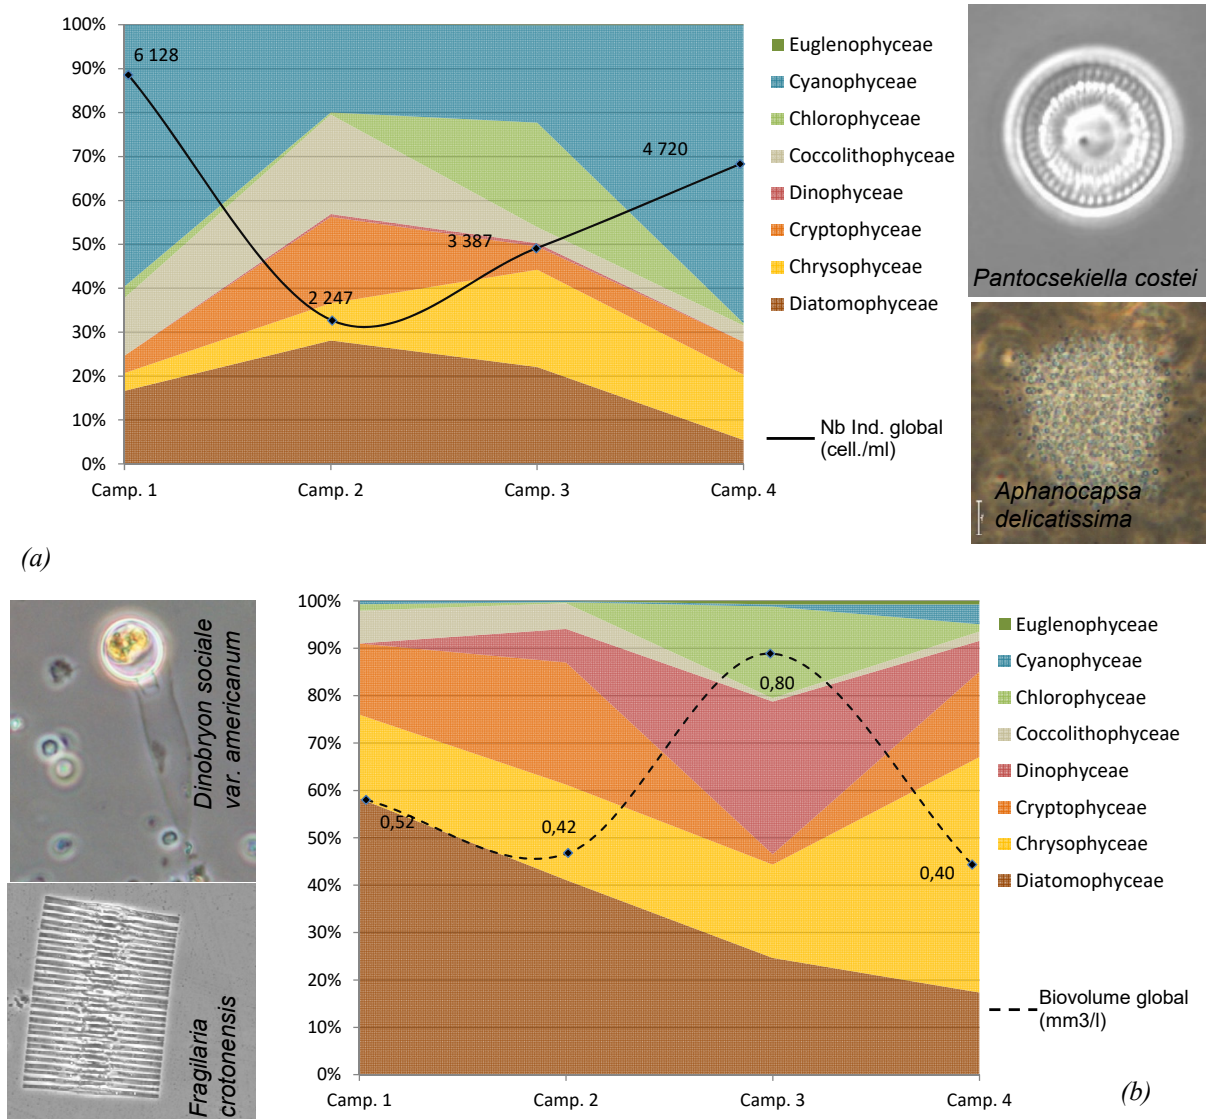 100%
90%
80%
70%
60%
50%
40%
30%
20%
10%
0%
6 128
2 247
3 387
4 720
Camp. 1
Camp. 2
Camp. 3
Camp. 4
Euglenophyceae
Cyanophyceae
Chlorophyceae
Coccolithophyceae
Dinophyceae
Cryptophyceae
Chrysophyceae
Diatomophyceae
Nb Ind. global
(cell./ml)
Pantocsekiella costei
Aphanocapsa
delicatissima
(a)
Dinobryon sociale
var. americanum
Fragilaria
crotonensis
100%
90%
80%
70%
60%
50%
40%
30%
20%
10%
0%
0,52
0,42
0,80
0,40
Camp. 1
Camp. 2
Camp. 3
Camp. 4
Euglenophyceae
Cyanophyceae
Chlorophyceae
Coccolithophyceae
Dinophyceae
Cryptophyceae
Chrysophyceae
Diatomophyceae
Biovolume global
(mm3/l)
(b)